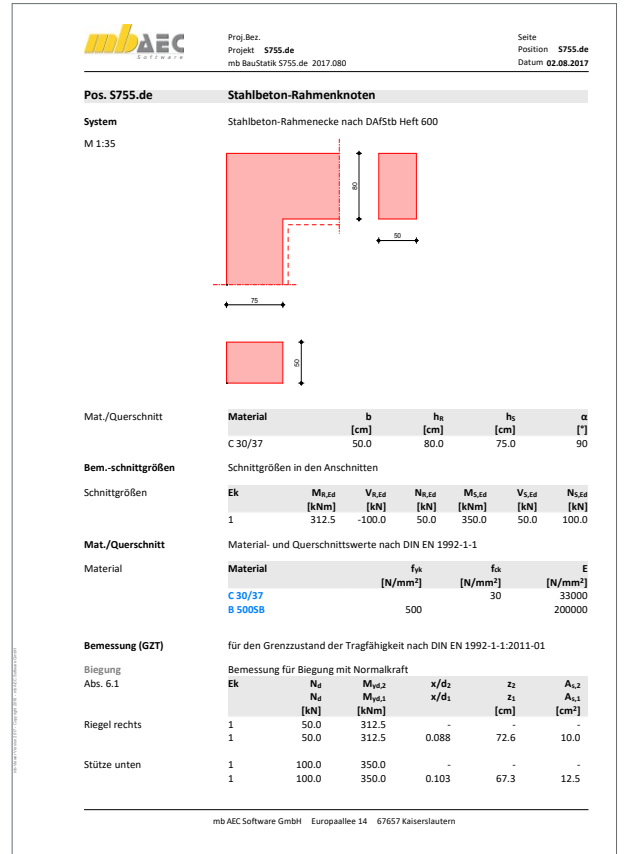 mbAEC
Software
Proj.Bez. Seite
Projekt S755.de Position S755.de
mb BauStatik S755.de 2017.080 Datum 02.08.2017
Pos. S755.de Stahlbeton-Rahmenknoten
System Stahlbeton-Rahmenecke nach DAfStb Heft 600
M 1:35
80
50
75
50
Mat./Querschnitt Material b hR hS α
[cm] [cm] [cm] [°]
C 30/37 50.0 80.0 75.0 90
Bem.-schnittgrößen Schnittgrößen in den Anschnitten
Schnittgrößen Ek MR,Ed VR,Ed NR,Ed MS,Ed VS,Ed NS,Ed
[kNm] [kN] [kN] [kNm] [kN] [kN]
1 312.5 -100.0 50.0 350.0 50.0 100.0
Mat./Querschnitt Material- und Querschnittswerte nach DIN EN 1992-1-1
Material Material fyk fck E
[N/mm²] [N/mm²] [N/mm²]
C 30/37 30 33000
B 500SB 500 200000
Bemessung (GZT) für den Grenzzustand der Tragfähigkeit nach DIN EN 1992-1-1:2011-01
Biegung Bemessung für Biegung mit Normalkraft
Abs. 6.1 Ek Nd Myd,2 x/d2 z2 As,2
Nd Myd,1 x/d1 z1 As,1
[kN] [kNm] [cm] [cm²]
Riegel rechts 1 50.0 312.5 - - -
1 50.0 312.5 0.088 72.6 10.0
Stütze unten 1 100.0 350.0 - - -
1 100.0 350.0 0.103 67.3 12.5
mb AEC Software GmbH Europaallee 14 67657 Kaiserslautern